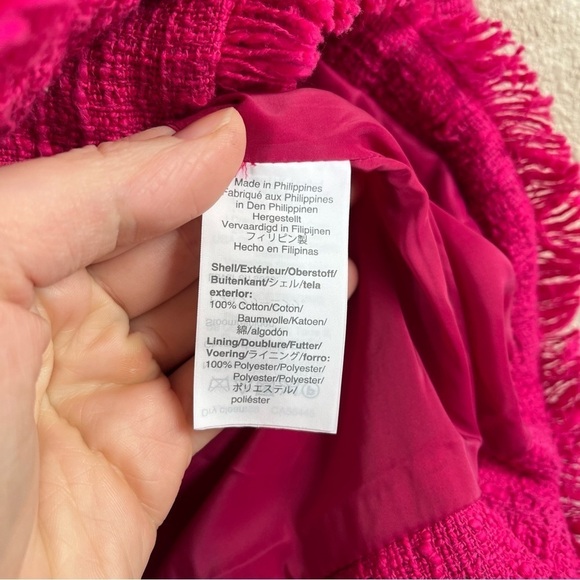 Made in Philippines
Fabriqué aux Philippines
in Den Philippinen
Hergestellt
Vervaardigd in Filipijnen
フィリピン製
Hecho en Filipinas
Shell/Extérieur/Oberstoff/
Buitenkant/シェル/tela
exterior:
100% Cotton/Coton/
Baumwolle/Katoen/
綿/algodón
Lining/Doublure/Futter/
Voering/ライニング/forro:
100% Polyester/Polyester/
Polyester/Polyester/
ポリエステル/
poliéster